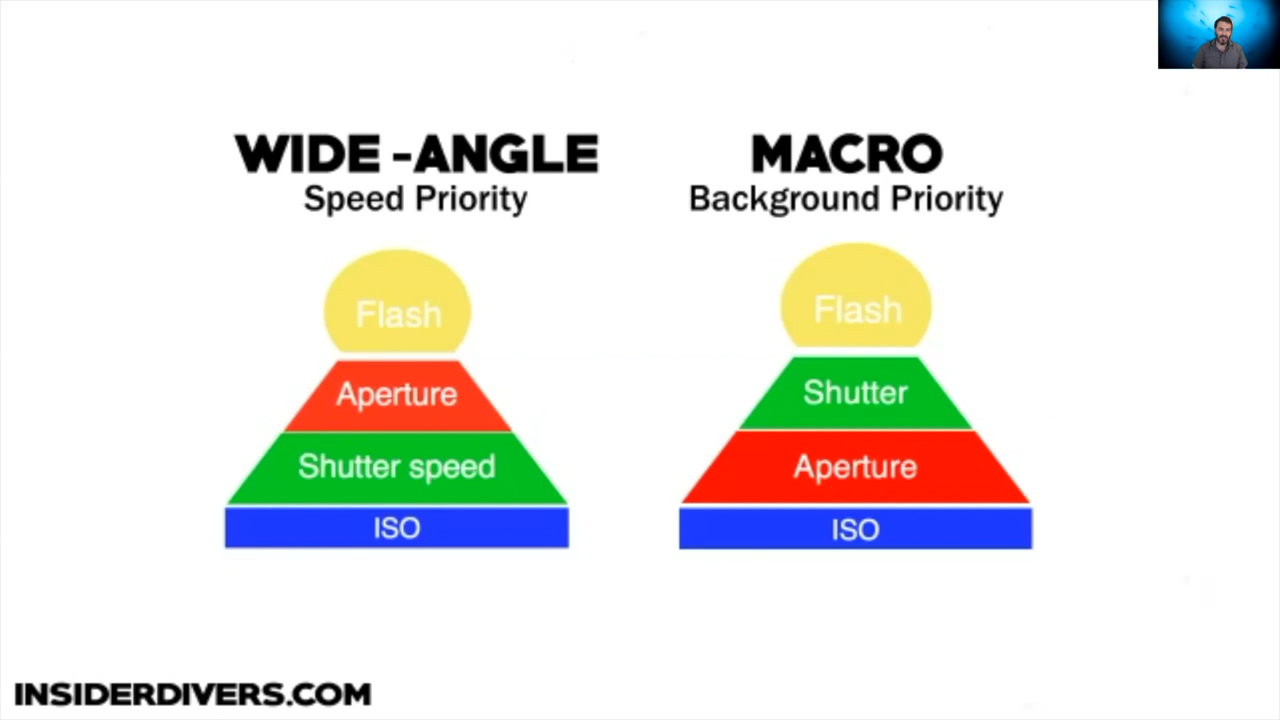 WIDE -ANGLE
Speed Priority
Flash
Aperture
Shutter speed
ISO
MACRO
Background Priority
Flash
Shutter
Aperture
ISO
INSIDERDIVERS.COM